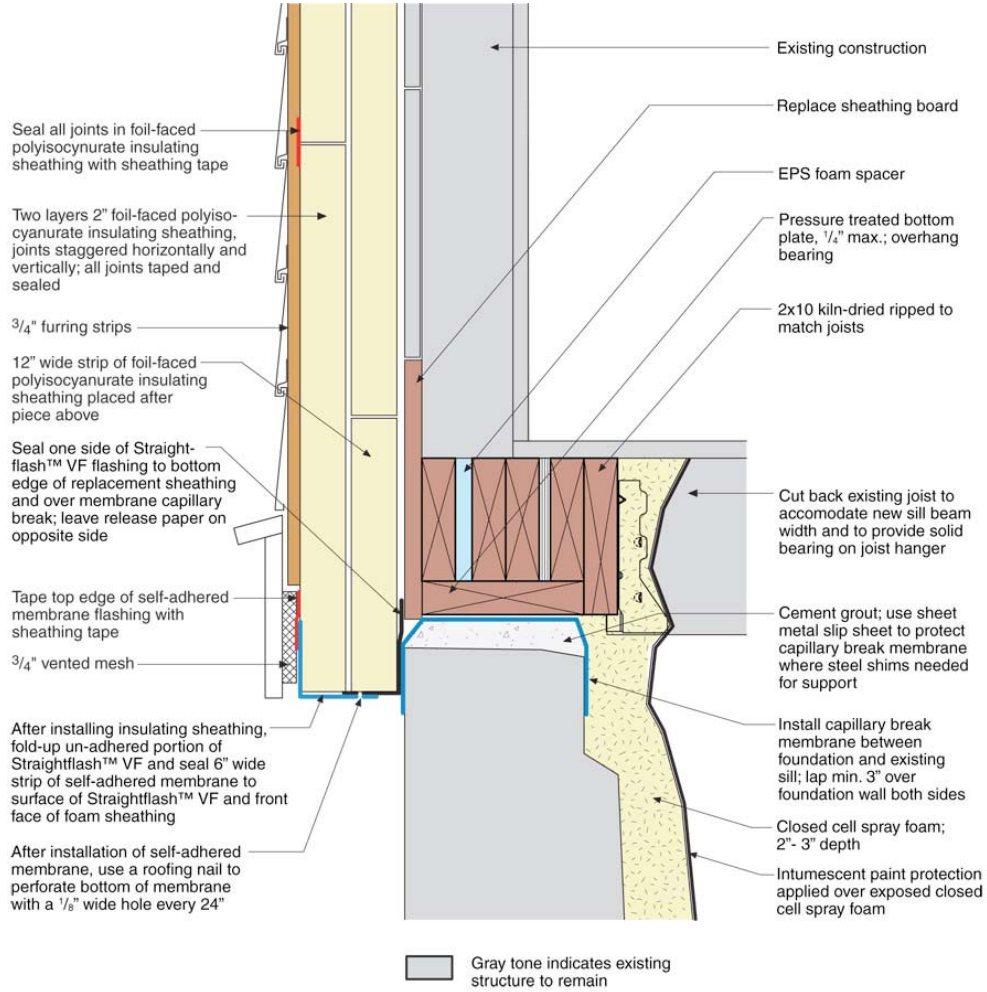 Seal all joints in foil-faced
polyisocynurate insulating
sheathing with sheathing tape
Two layers 2” foil-faced polyiso-
cyanurate insulating sheathing,
joints staggered horizontally and
vertically; all joints taped and
sealed
3/4" furring strips
12” wide strip of foil-faced
polyisocyanurate insulating
sheathing placed after
piece above
Seal one side of Straight-
flash™ VF flashing to bottom
edge of replacement sheathing
and over membrane capillary
break; leave release paper on
opposite side
Tape top edge of self-adhered
membrane flashing with
sheathing tape
3/4" vented mesh
After installing insulating sheathing,
fold-up un-adhered portion of
Straightflash™ VF and seal 6” wide
strip of self-adhered membrane to
surface of Straightflash™ VF and front
face of foam sheathing
After installation of self-adhered
membrane, use a roofing nail to
perforate bottom of membrane
with a 1/8” wide hole every 24”
Existing construction
Replace sheathing board
EPS foam spacer
Pressure treated bottom
plate, 1/4” max.; overhang
bearing
2x10 kiln-dried ripped to
match joists
Cut back existing joist to
accomodate new sill beam
width and to provide solid
bearing on joist hanger
Cement grout; use sheet
metal slip sheet to protect
capillary break membrane
where steel shims needed
for support
Install capillary break
membrane between
foundation and existing
sill; lap min. 3” over
foundation wall both sides
Closed cell spray foam;
2”- 3” depth
Intumescent paint protection
applied over exposed closed
cell spray foam
Gray tone indicates existing
structure to remain